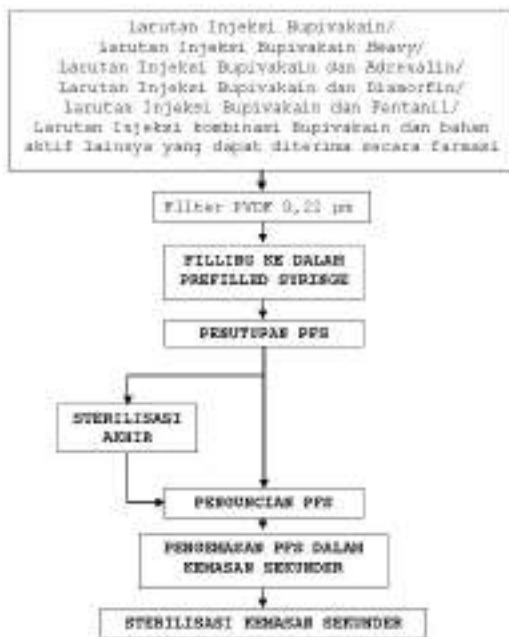 Larutan Injeksi Bupivakain/
Larutan Injeksi Bupivakain Heavy/
Larutan Injeksi Bupivakain dan Adrenalin/
Larutan Injeksi Bupivakain dan Diamorfin/
Larutan Injeksi Bupivakain dan Fentanil/
Larutan Injeksi kombinasi Bupivakain dan bahan
aktif lainya yang dapat diterima secara farmasi
Filter PVDF 0,22 µm
FILLING KE DALAM
PREFILLED SYRINGE
PENUTUPAN PFS
STERILISASI
AKHIR
PENGUNCIAN PFS
PENGEMASAN PFS DALAM
KEMASAN SEKUNDER
STERILISASI KEMASAN SEKUNDER